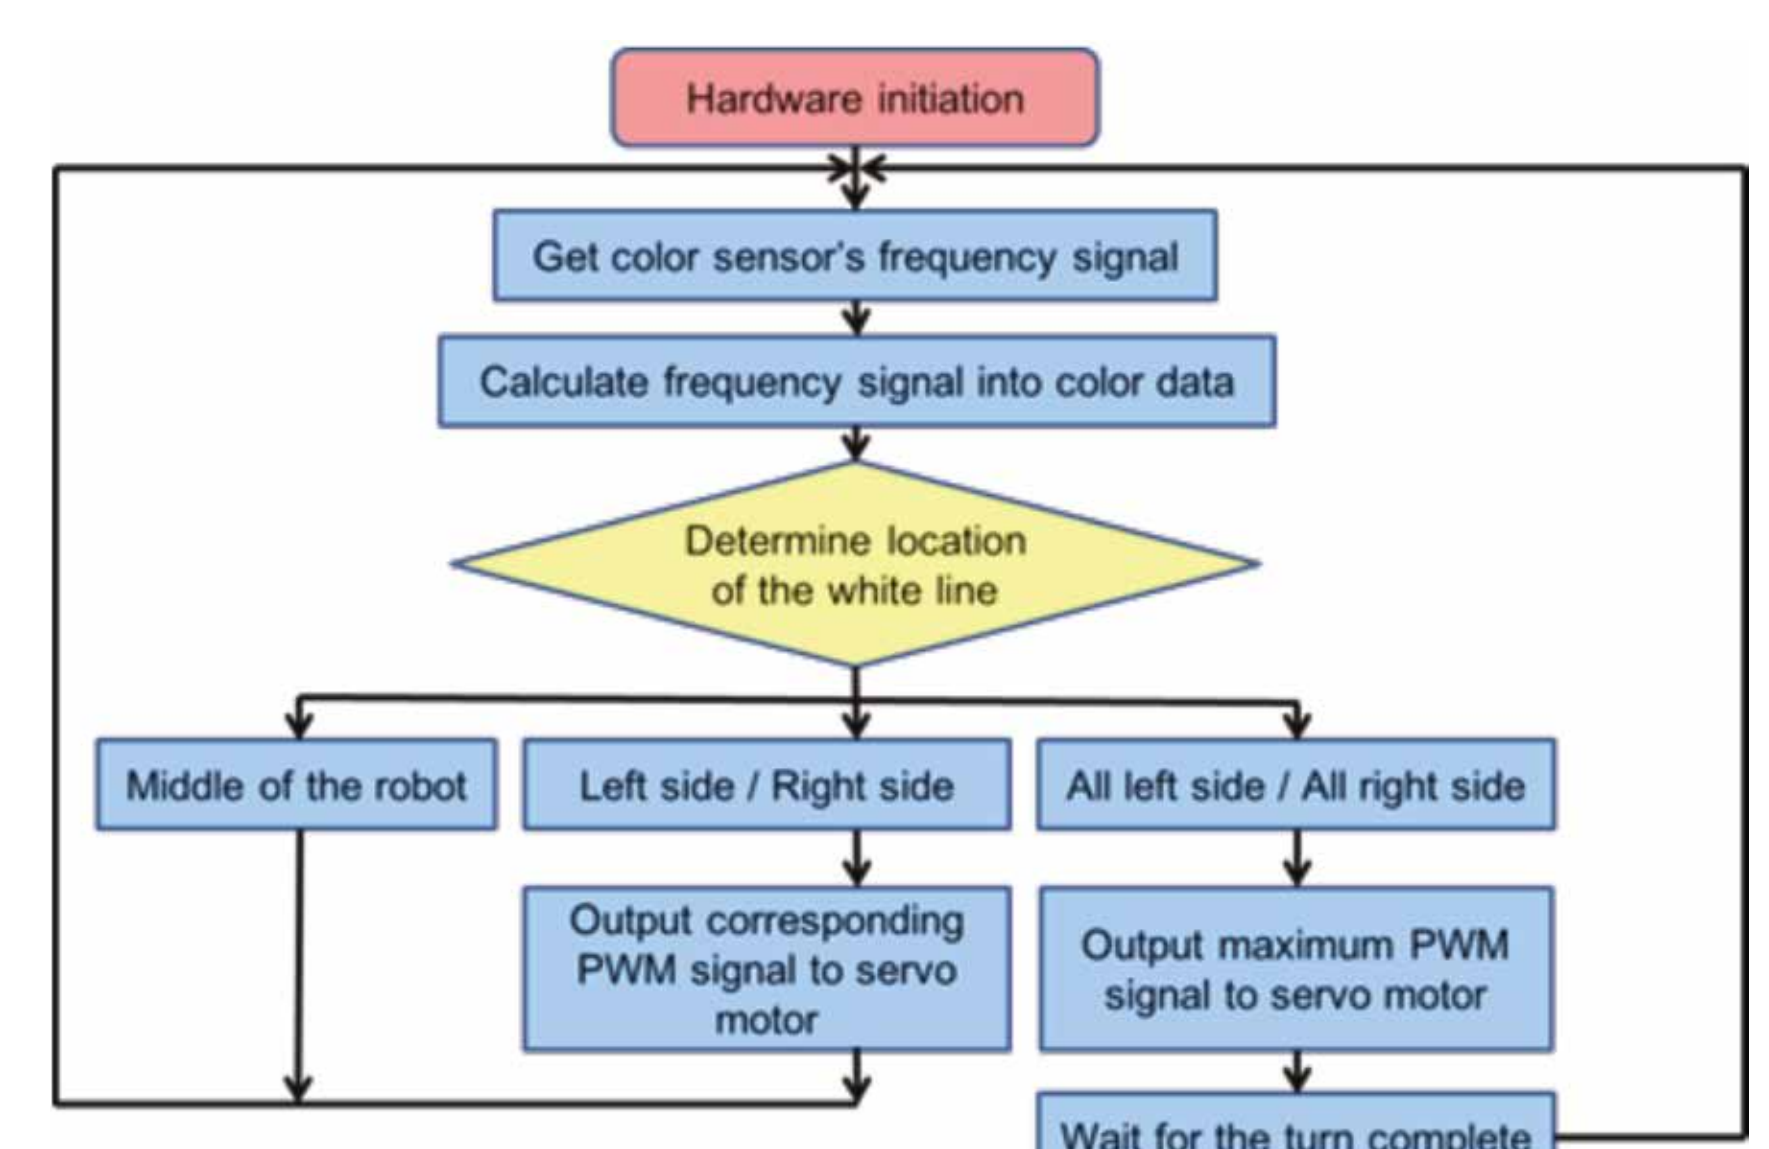 Hardware initiation
Get color sensor's frequency signal
Calculate frequency signal into color data
Determine location
of the white line
Middle of the robot
Left side / Right side
All left side / All right side
Output corresponding
PWM signal to servo
motor
Output maximum PWM
signal to servo motor
Wait for the turn complete